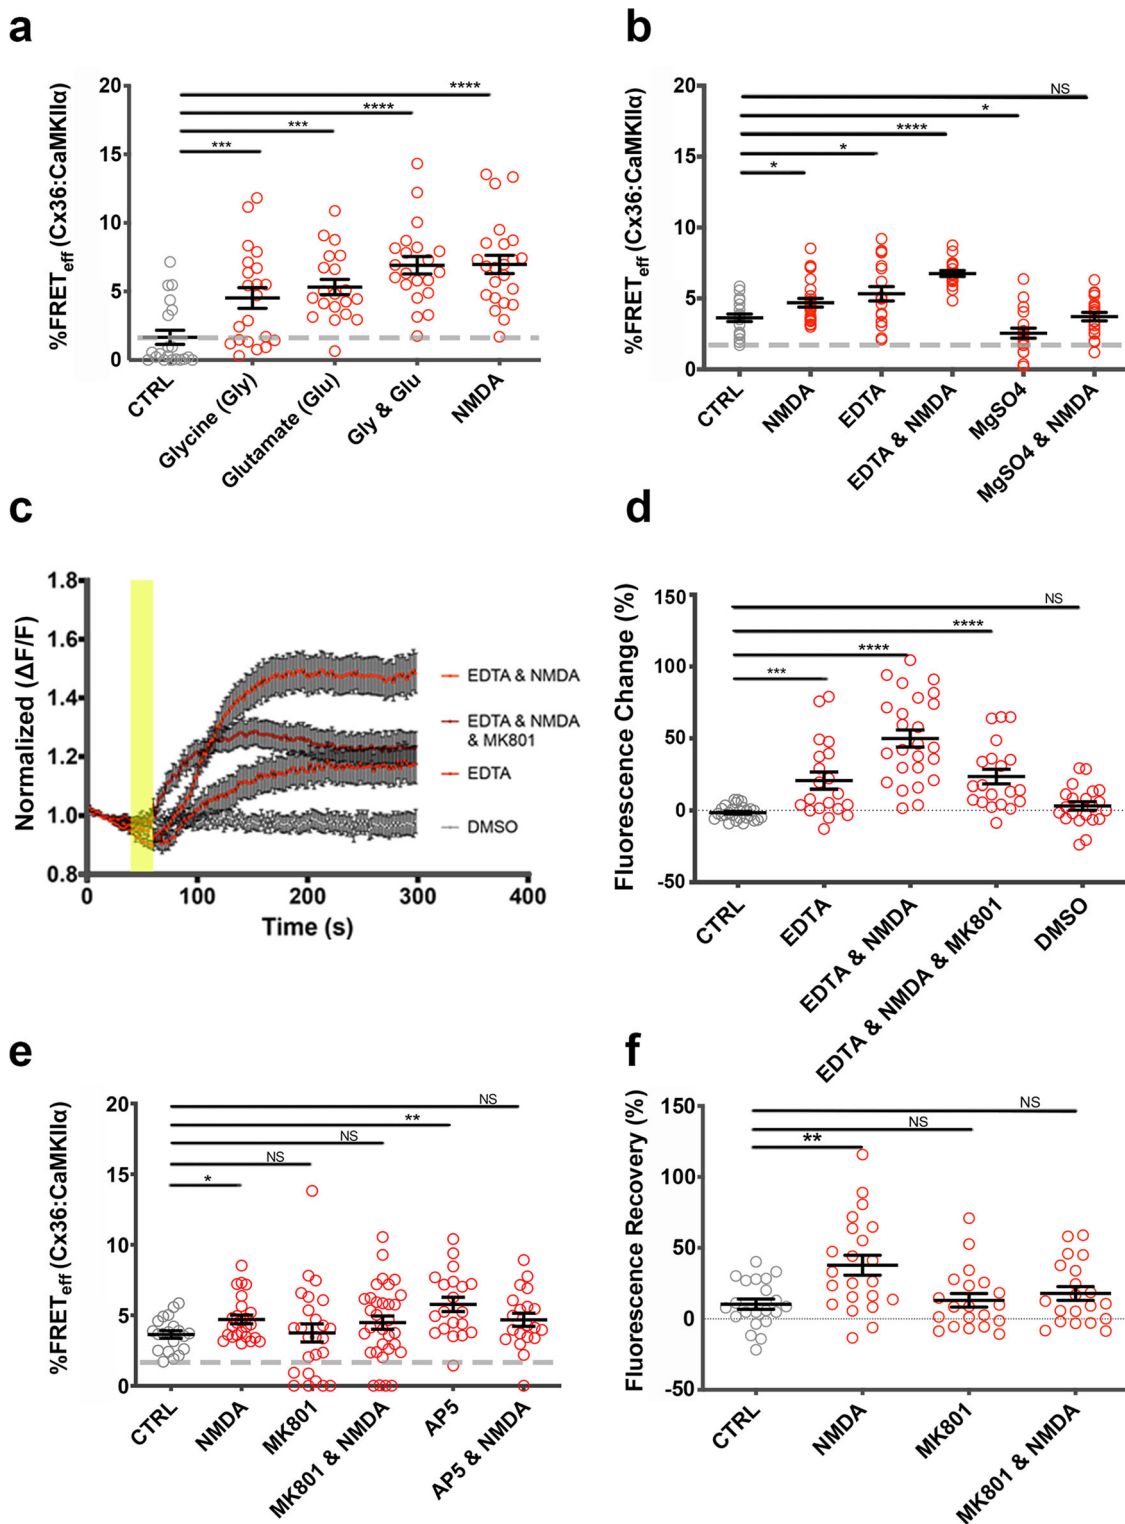 a
%FRETeff (Cx36:CaMKIIα)
20
15
10
5
0
****
****
***
***
CTRL
Glycine (Gly)
Glutamate (Glu)
Gly & Glu
NMDA
b
%FRETeff (Cx36:CaMKIIα)
20
15
10
5
0
NS
*
****
*
*
CTRL
NMDA
EDTA
EDTA & NMDA
MgSO4
MgSO4 & NMDA
c
Normalized (ΔF/F)
1.8
1.6
1.4
1.2
1.0
0.8
EDTA & NMDA
EDTA & NMDA
& MK801
EDTA
DMSO
0
100
200
300
400
Time (s)
d
Fluorescence Change (%)
150
100
50
0
-50
NS
****
****
***
CTRL
EDTA
EDTA & NMDA
EDTA & NMDA & MK801
DMSO
e
%FRETeff (Cx36:CaMKIIα)
20
15
10
5
0
NS
**
NS
NS
*
CTRL
NMDA
MK801
MK801 & NMDA
AP5
AP5 & NMDA
f
Fluorescence Recovery (%)
150
100
50
0
-50
NS
NS
**
CTRL
NMDA
MK801
MK801 & NMDA